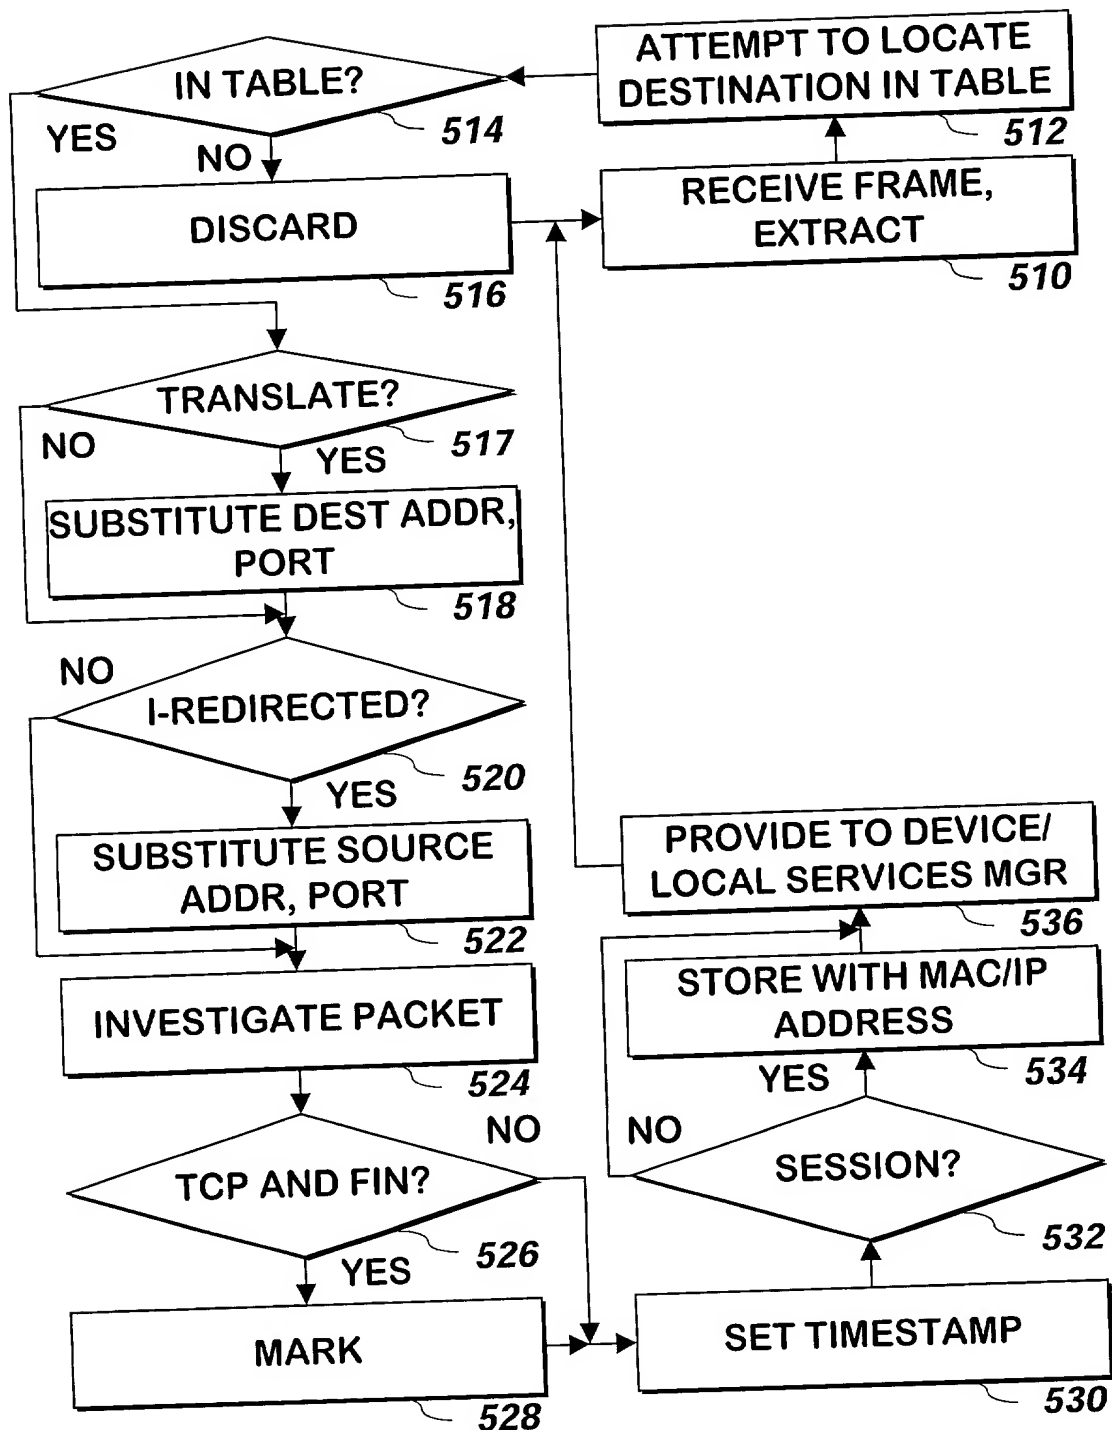 IN TABLE?
514
YES
NO
ATTEMPT TO LOCATE
DESTINATION IN TABLE
512
DISCARD
516
RECEIVE FRAME,
EXTRACT
510
TRANSLATE?
517
NO
YES
SUBSTITUTE DEST ADDR,
PORT
518
NO
I-REDIRECTED?
520
YES
SUBSTITUTE SOURCE
ADDR, PORT
522
INVESTIGATE PACKET
524
NO
TCP AND FIN?
526
YES
MARK
528
SET TIMESTAMP
530
SESSION?
532
NO
YES
STORE WITH MAC/IP
ADDRESS
534
PROVIDE TO DEVICE/
LOCAL SERVICES MGR
536